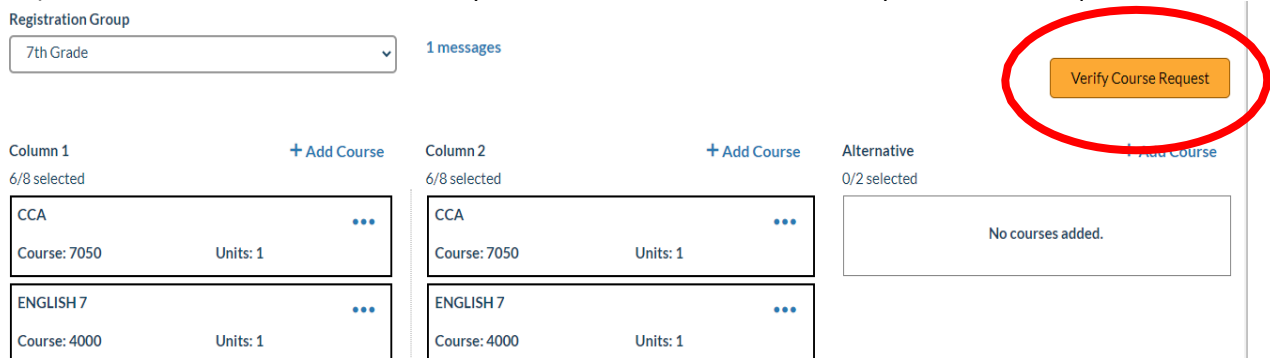 Registration Group
7th Grade
1 messages
Verify Course Request
Column 1
+ Add Course
6/8 selected
Column 2
+ Add Course
6/8 selected
Alternative
+ Add Course
0/2 selected
CCA
Course: 7050 Units: 1
ENGLISH 7
Course: 4000 Units: 1
CCA
Course: 7050 Units: 1
ENGLISH 7
Course: 4000 Units: 1
No courses added.